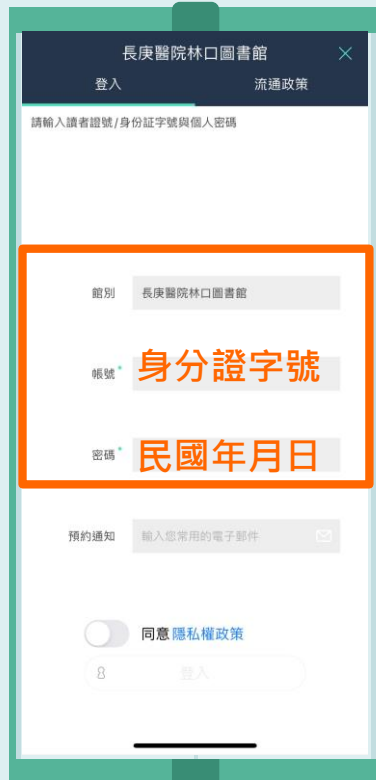 長庚醫院林口圖書館
登入 流通政策
請輸入讀者證號/身份証字號與個人密碼
館別 長庚醫院林口圖書館
帳號* 身分證字號
密碼* 民國年月日
預約通知 輸入您常用的電子郵件
同意隱私權政策
登入